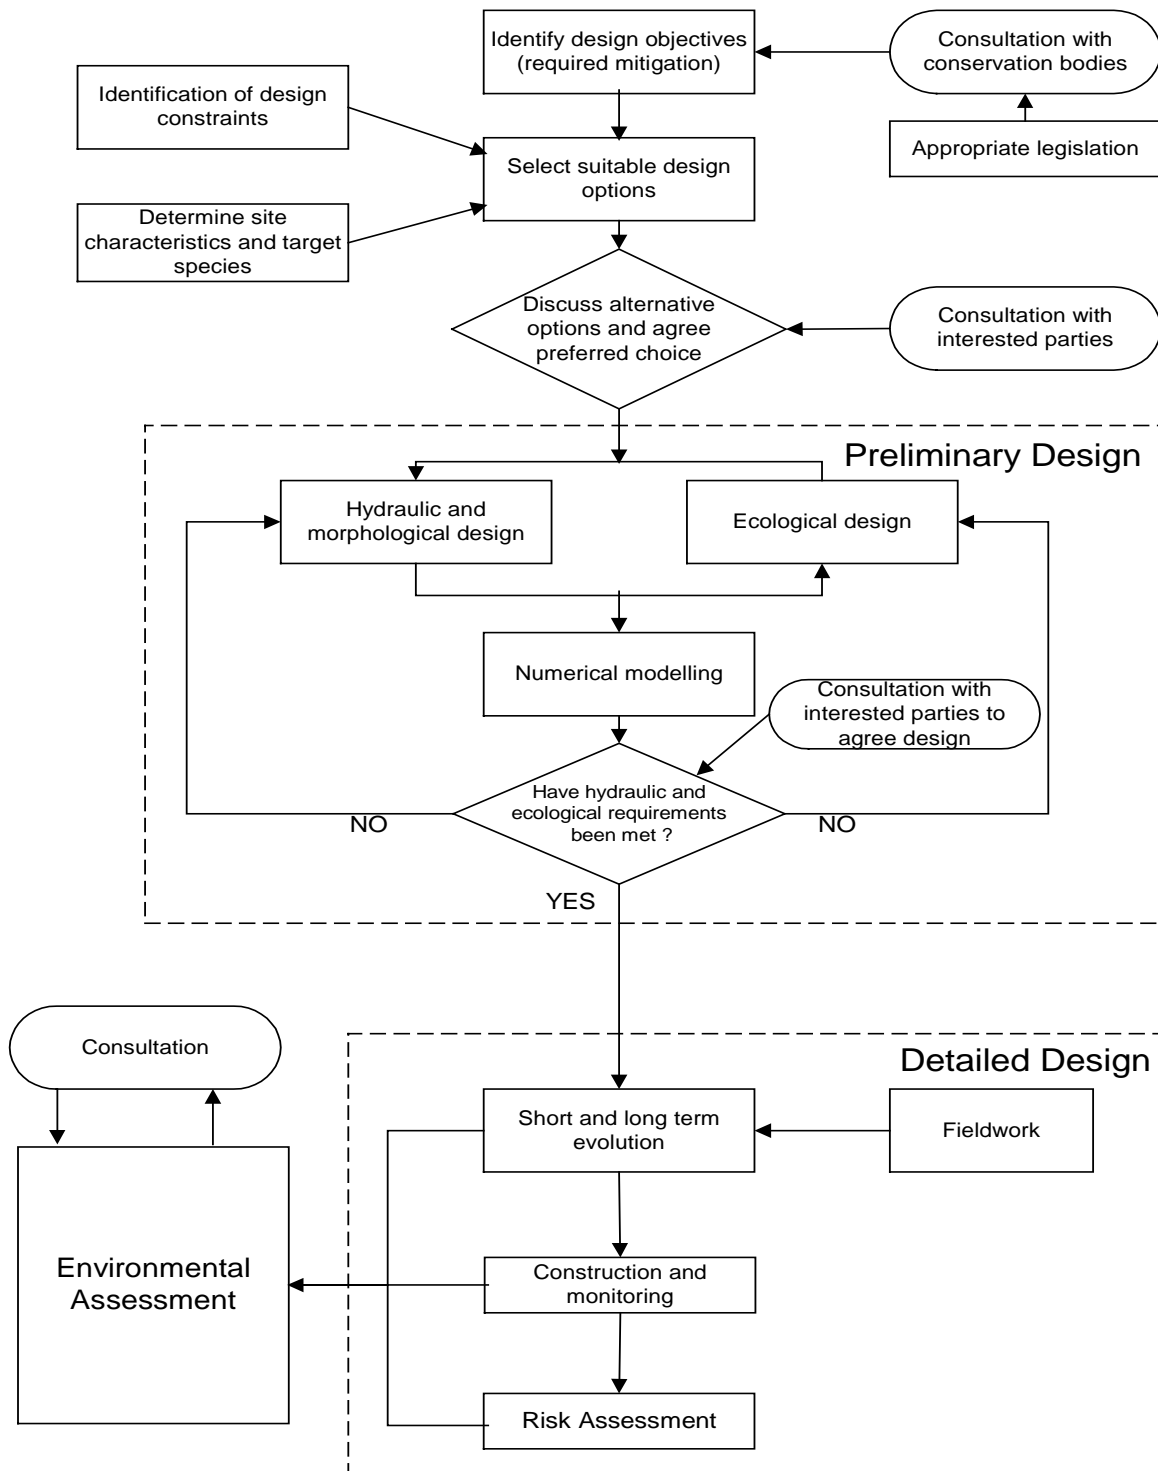 Identify design objectives
(required mitigation)
Consultation with
conservation bodies
Identification of design
constraints
Appropriate legislation
Select suitable design
options
Determine site
characteristics and target
species
Discuss alternative
options and agree
preferred choice
Consultation with
interested parties
Preliminary Design
Hydraulic and
morphological design
Ecological design
Numerical modelling
Consultation with
interested parties to
agree design
Have hydraulic and
ecological requirements
been met ?
NO
NO
YES
Consultation
Detailed Design
Short and long term
evolution
Fieldwork
Environmental
Assessment
Construction and
monitoring
Risk Assessment